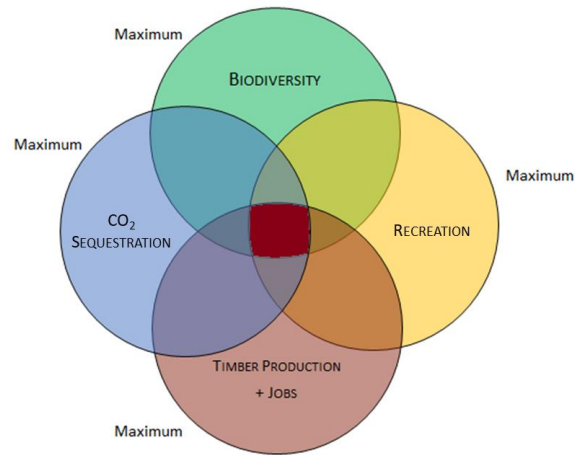 Maximum
BIODIVERSITY
Maximum
Maximum
CO₂
SEQUESTRATION
RECREATION
TIMBER PRODUCTION
+ JOBS
Maximum